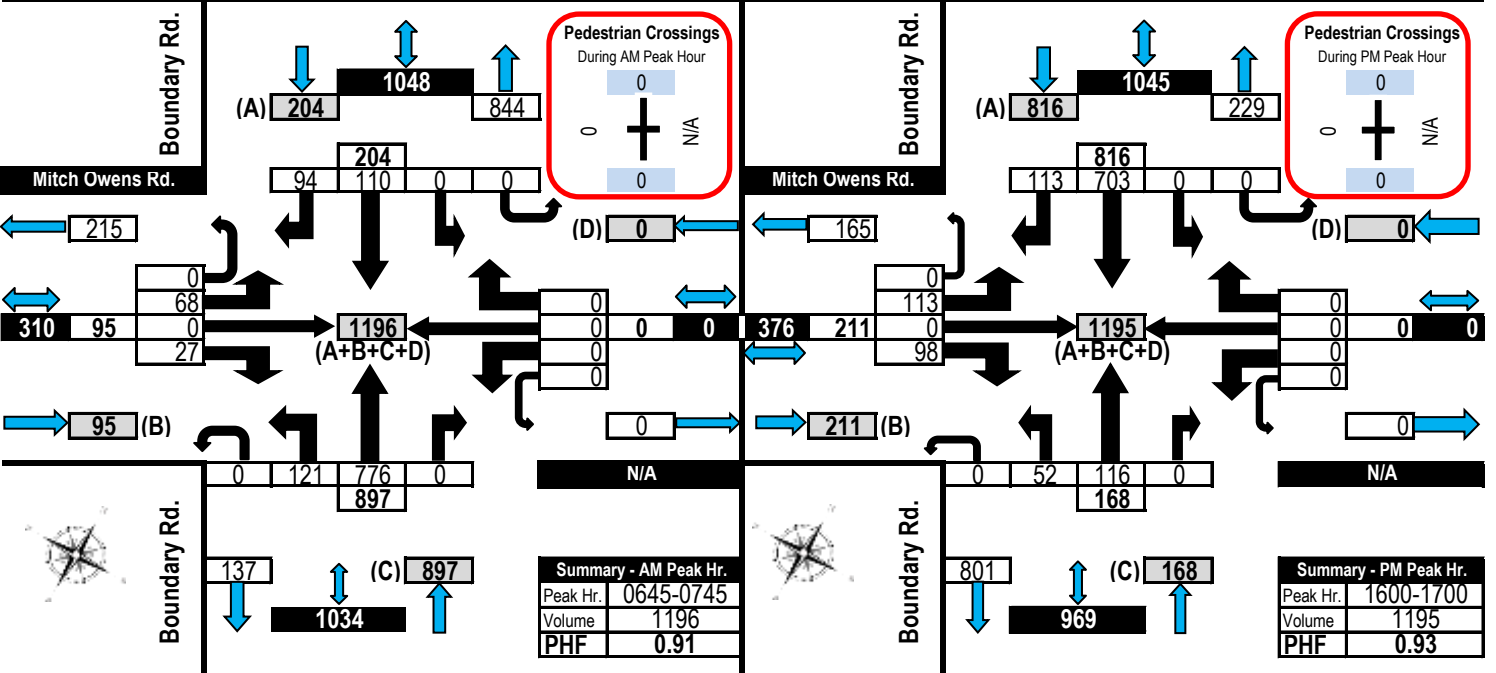 Boundary Rd.
1048
(A) 204
844
Pedestrian Crossings
During AM Peak Hour
0
0
N/A
0
204
94 110 0 0
Mitch Owens Rd.
215
(D) 0
0
68
310 95 0
27
1196
(A+B+C+D)
0
0 0 0
0
0
95 (B)
0
0 121 776 0
897
N/A
Boundary Rd.
137
(C) 897
1034
Summary - AM Peak Hr.
Peak Hr. 0645-0745
Volume 1196
PHF 0.91
Boundary Rd.
1045
(A) 816
229
Pedestrian Crossings
During PM Peak Hour
0
0
N/A
0
816
113 703 0 0
Mitch Owens Rd.
165
(D) 0
0
113
376 211 0
98
1195
(A+B+C+D)
0
0 0 0
0
0
211 (B)
0
0 52 116 0
168
N/A
Boundary Rd.
801
(C) 168
969
Summary - PM Peak Hr.
Peak Hr. 1600-1700
Volume 1195
PHF 0.93